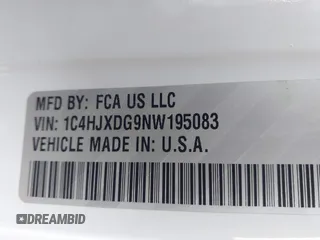 MFD BY: FCA US LLC
VIN: 1C4HJXDG9NW195083
VEHICLE MADE IN: U.S.A.
DREAMBID